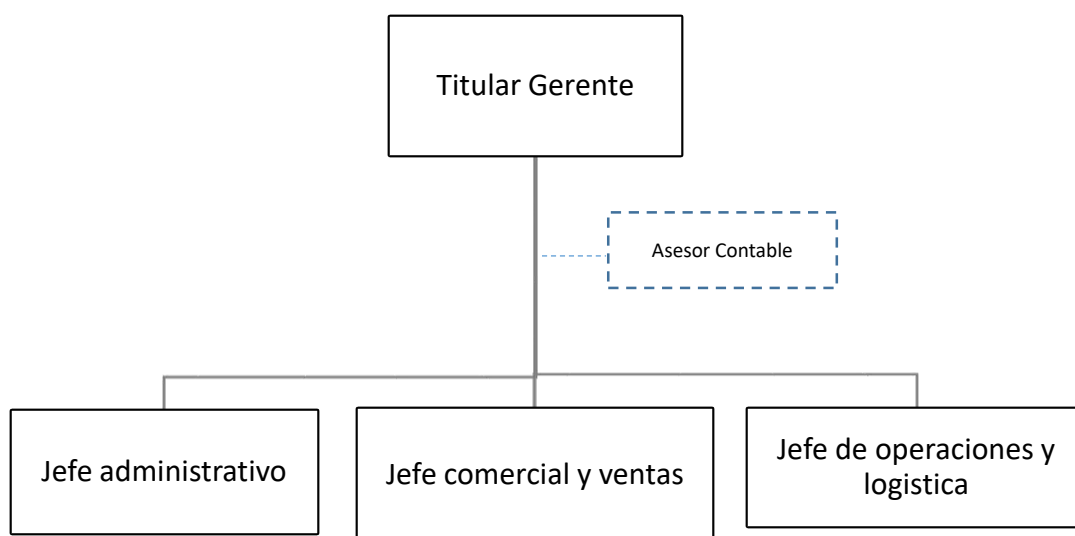 Titular Gerente
Asesor Contable
Jefe administrativo
Jefe comercial y ventas
Jefe de operaciones y
logistica